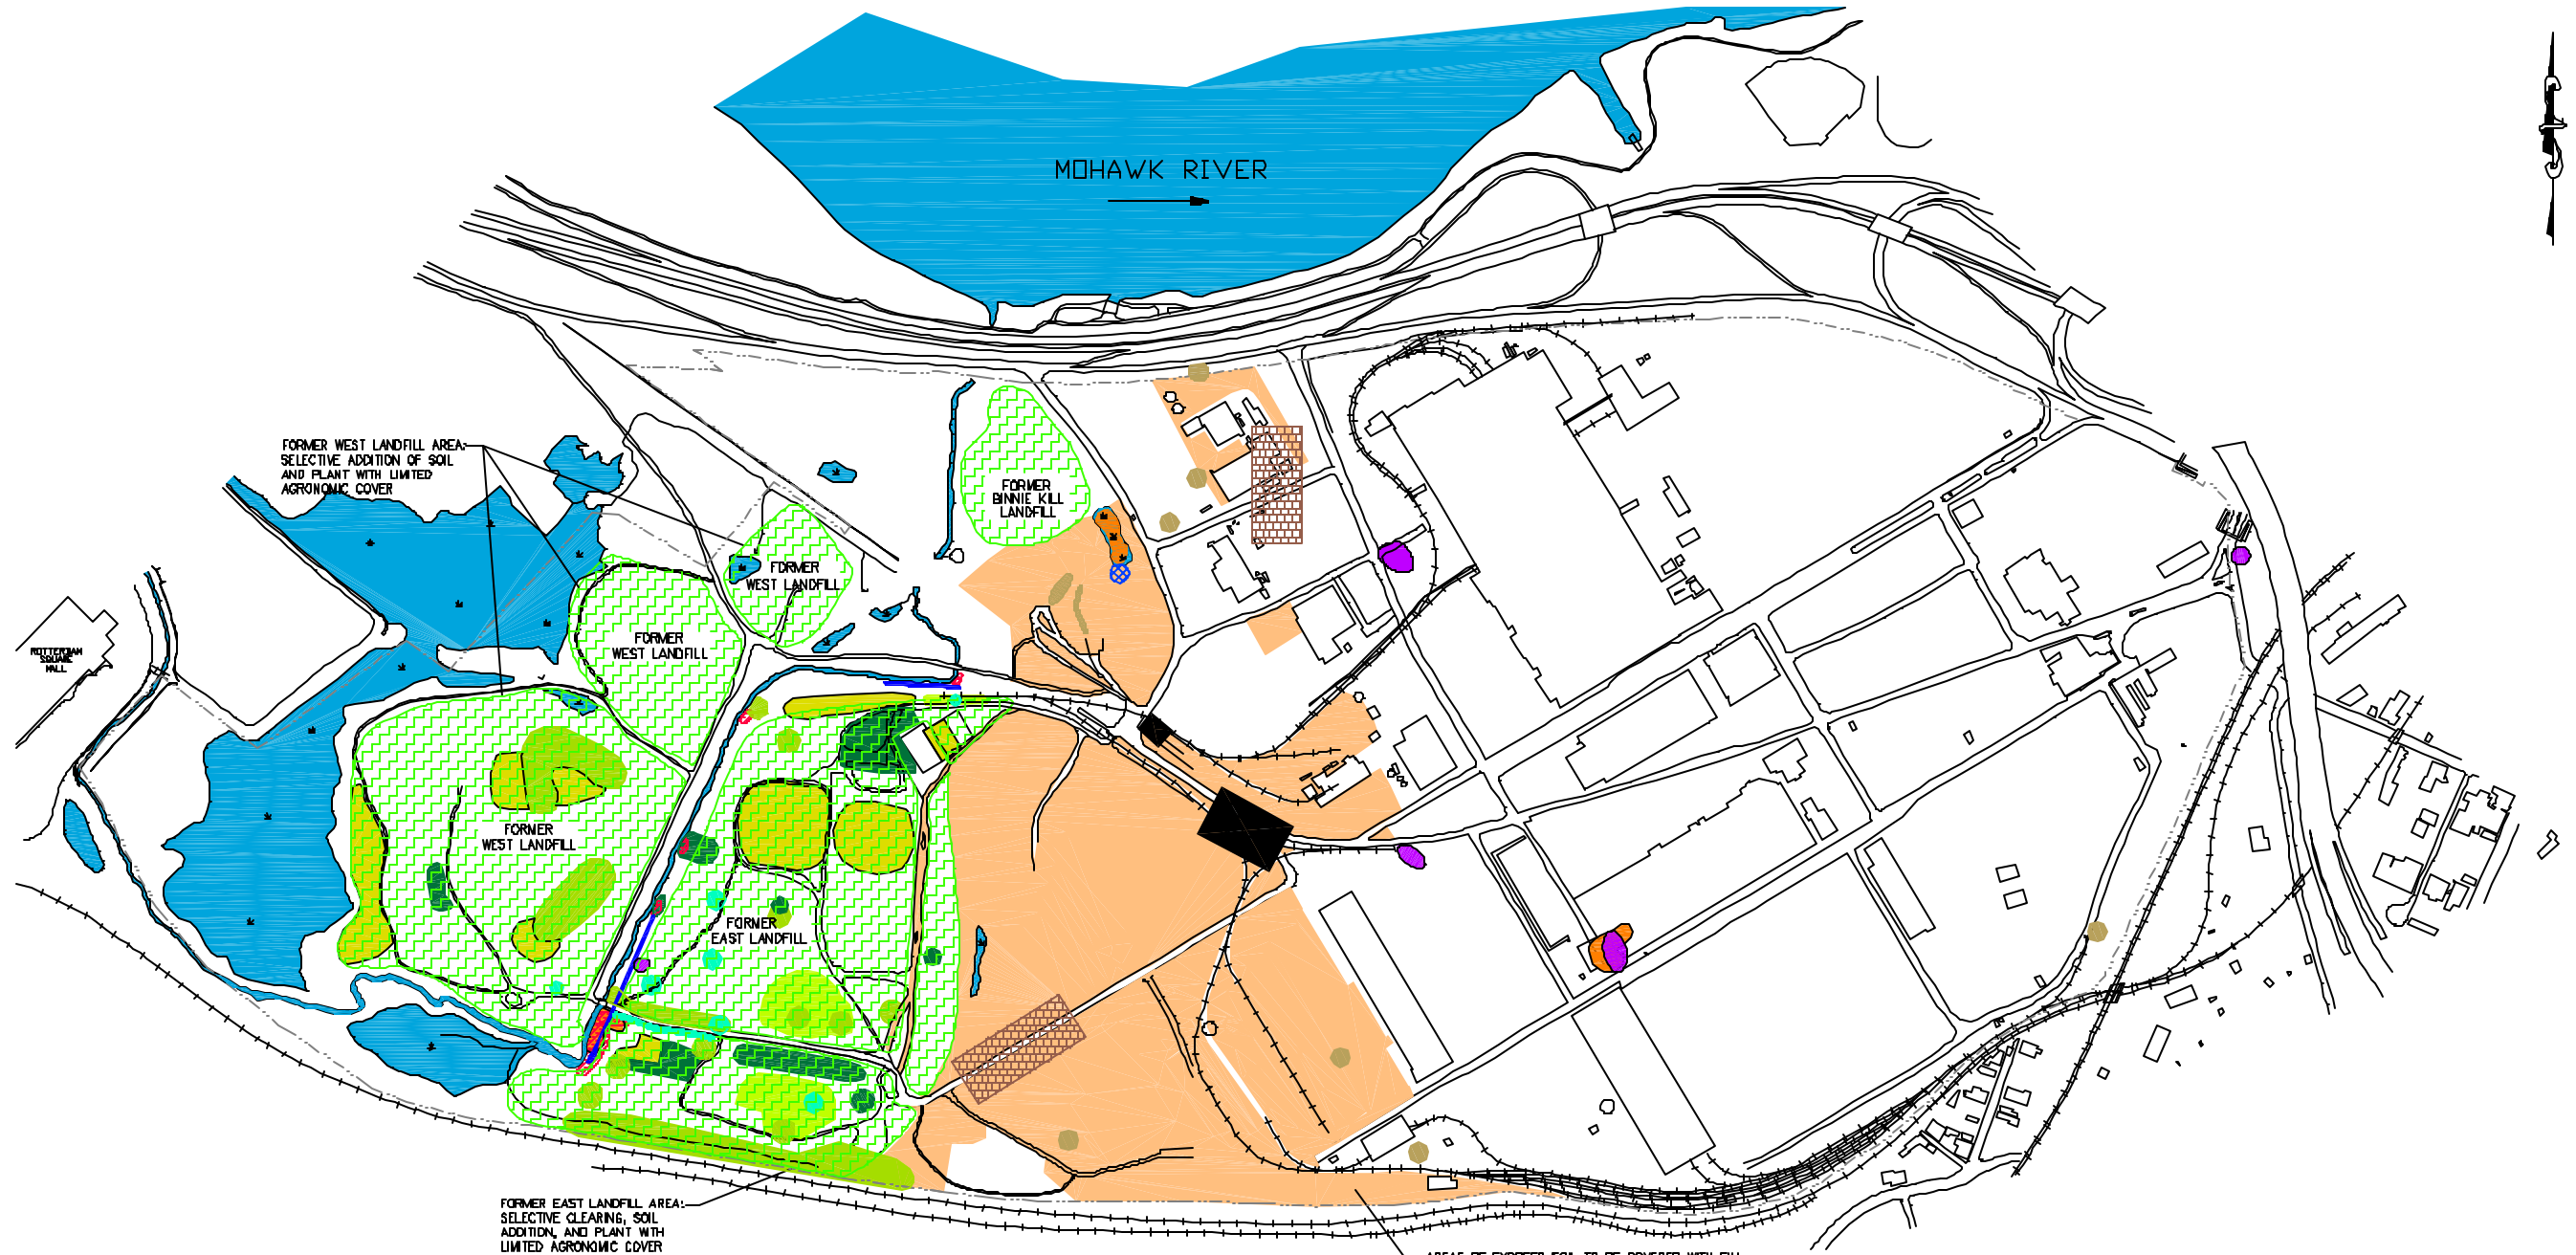 MOHAWK RIVER
FORMER WEST LANDFILL AREA:
SELECTIVE ADDITION OF SOIL
AND PLANT WITH LIMITED
AGRONOMIC COVER
FORMER
BINNIE KILL
LANDFILL
FORMER
WEST LANDFILL
FORMER
WEST LANDFILL
ROTTERDAM
SQUARE
MALL
FORMER
WEST LANDFILL
FORMER
EAST LANDFILL
FORMER EAST LANDFILL AREA:
SELECTIVE CLEARING, SOIL
ADDITION, AND PLANT WITH
LIMITED AGRONOMIC COVER